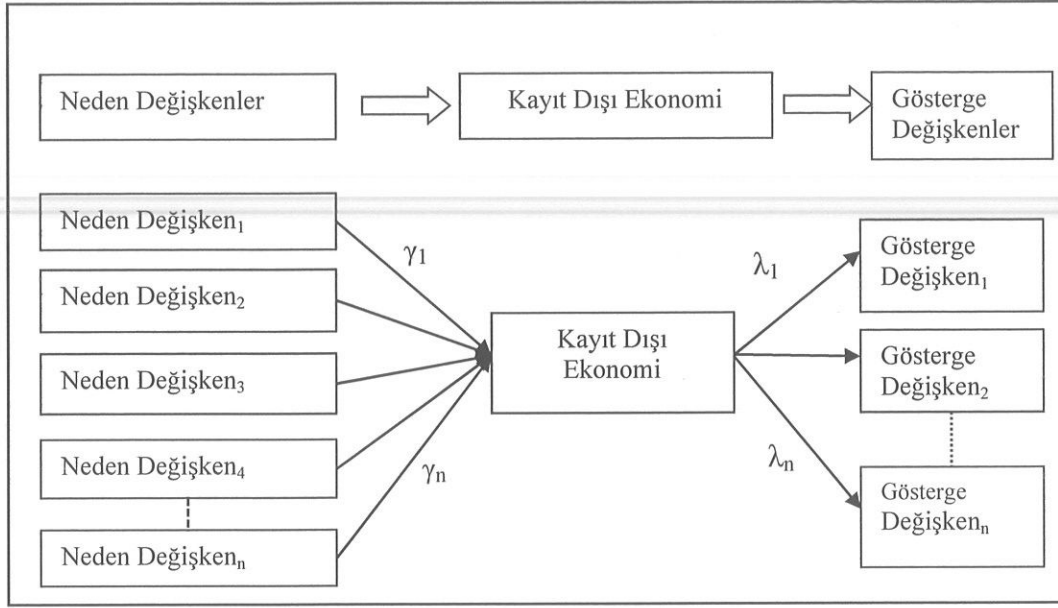 Neden Değişkenler
Kayıt Dışı Ekonomi
Gösterge
Değişkenler
Neden Değişken₁
Neden Değişken₂
Neden Değişken₃
Neden Değişken₄
Neden Değişkenₙ
γ₁
γₙ
Kayıt Dışı
Ekonomi
λ₁
λₙ
Gösterge
Değişken₁
Gösterge
Değişken₂
Gösterge
Değişkenₙ